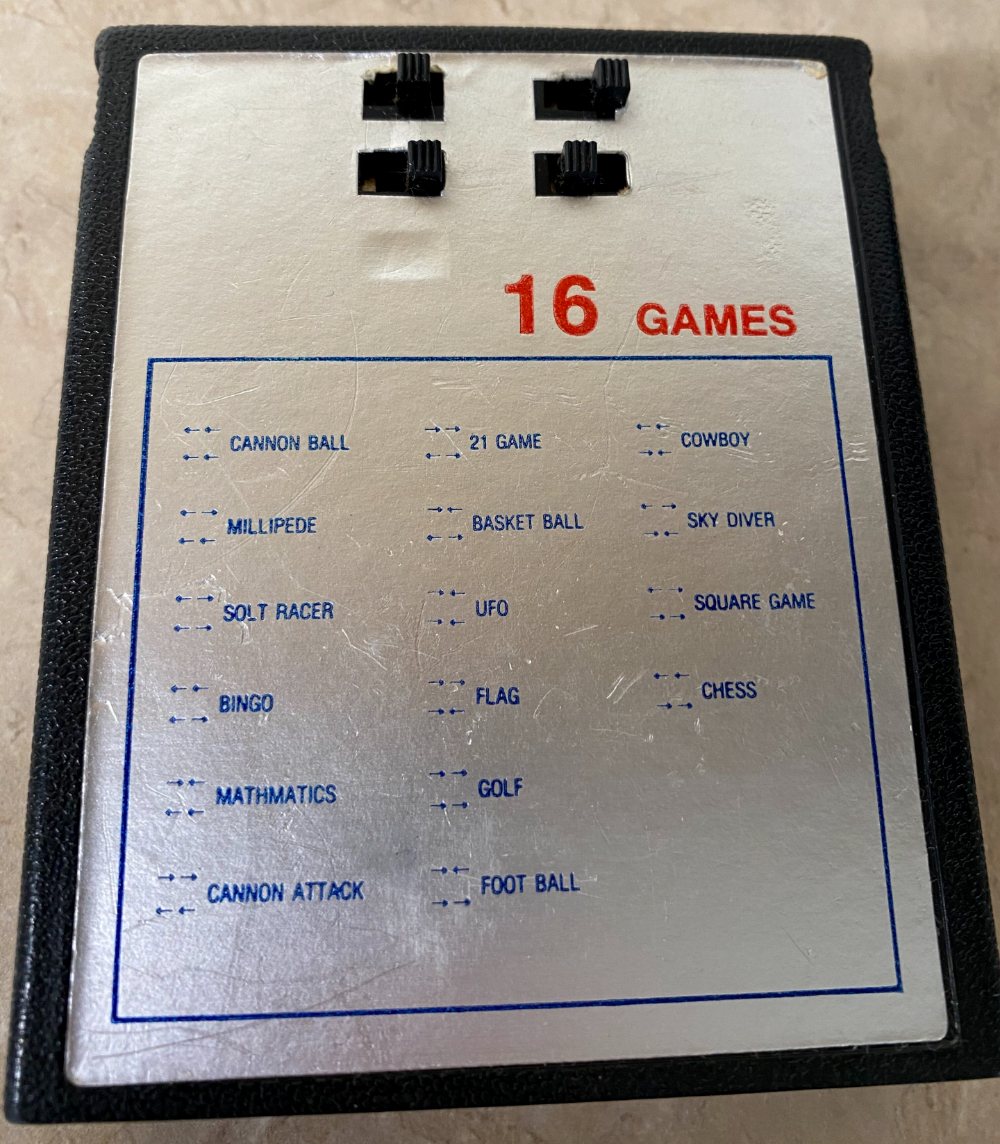 16 GAMES
CANNON BALL
21 GAME
COWBOY
MILLIPEDE
BASKET BALL
SKY DIVER
SOLT RACER
UFO
SQUARE GAME
BINGO
FLAG
CHESS
MATHMATICS
GOLF
CANNON ATTACK
FOOT BALL